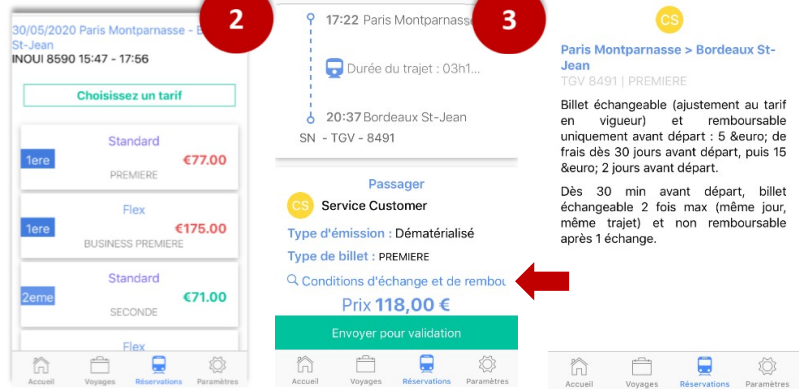 2
30/05/2020 Paris Montparnasse - B
St-Jean
INOUI 8590 15:47 - 17:56
Choisissez un tarif
Standard
1ere
€77.00
PREMIERE
Flex
1ere
€175.00
BUSINESS PREMIERE
Standard
2eme
€71.00
SECONDE
Flex
Accueil Voyages Réservations Paramètres
3
17:22 Paris Montparnasse
Durée du trajet : 03h1...
20:37 Bordeaux St-Jean
SN - TGV - 8491
Passager
CS Service Customer
Type d'émission : Dématérialisé
Type de billet : PREMIERE
Conditions d'échange et de rembou
Prix 118,00 €
Envoyer pour validation
Accueil Voyages Réservations Paramètres
CS
Paris Montparnasse > Bordeaux St-
Jean
TGV 8491 | PREMIERE
Billet échangeable (ajustement au tarif
en vigueur) et remboursable
uniquement avant départ : 5 &euro; de
frais dès 30 jours avant départ, puis 15
&euro; 2 jours avant départ.
Dès 30 min avant départ, billet
échangeable 2 fois max (même jour,
même trajet) et non remboursable
après 1 échange.
Accueil Voyages Réservations Paramètres